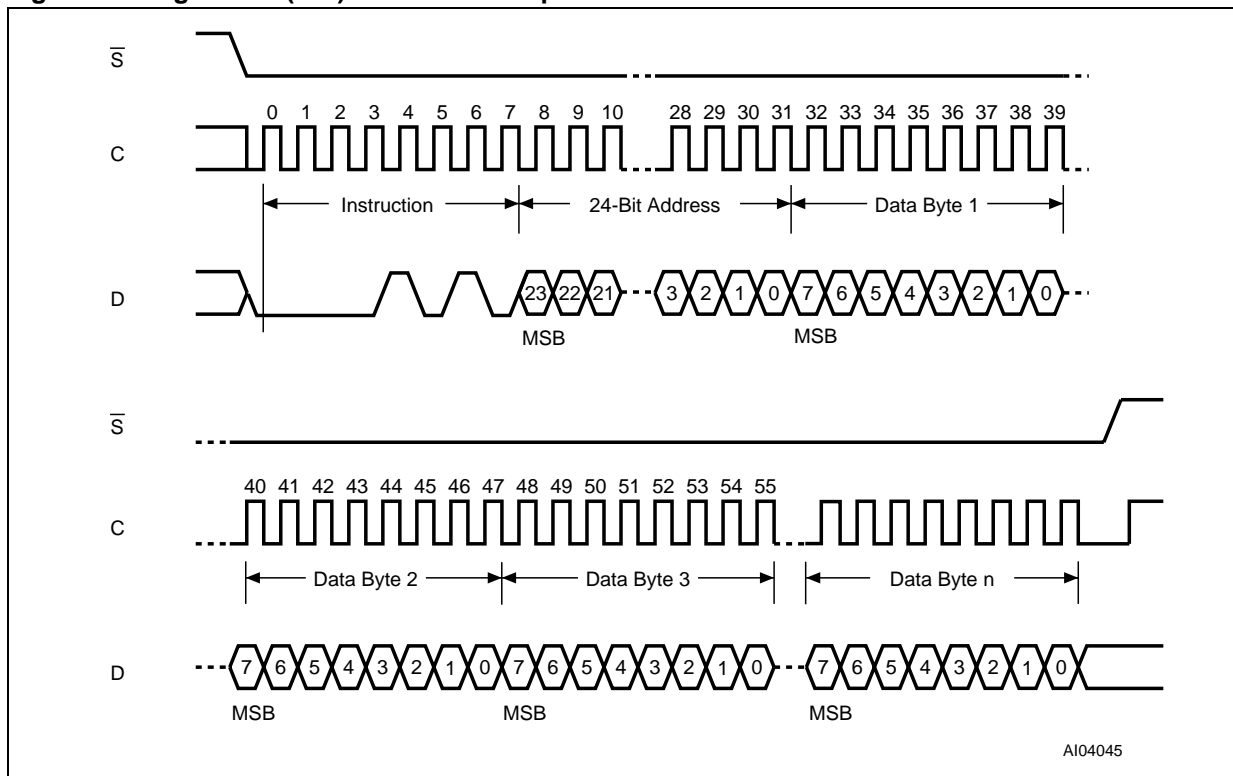 S
0 1 2 3 4 5 6 7 8 9 10 28 29 30 31 32 33 34 35 36 37 38 39
C
Instruction 24-Bit Address Data Byte 1
D 23 22 21 3 2 1 0 7 6 5 4 3 2 1 0
MSB MSB
S
40 41 42 43 44 45 46 47 48 49 50 51 52 53 54 55
C
Data Byte 2 Data Byte 3 Data Byte n
D 7 6 5 4 3 2 1 0 7 6 5 4 3 2 1 0 7 6 5 4 3 2 1 0
MSB MSB MSB
AI04045